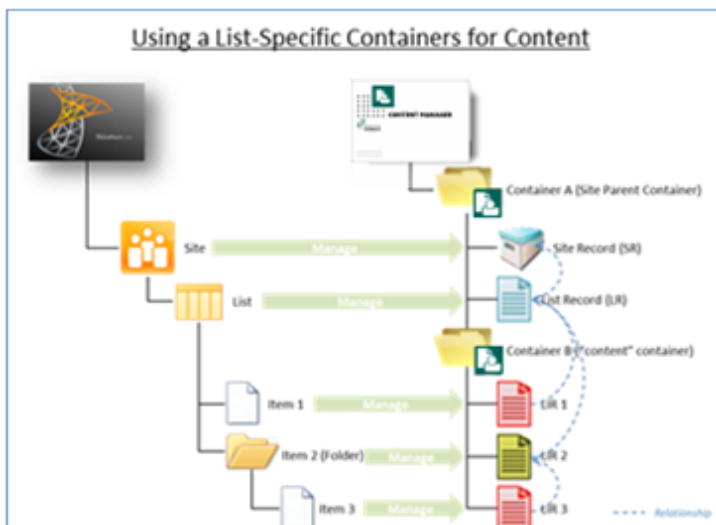 Using a List-Specific Containers for Content
CONTENT MANAGER
Container A (Site Parent Container)
Site
Manage
Site Record (SR)
List
Manage
List Record (LR)
Container B ("content" container)
Item 1
Manage
LIR 1
Item 2 (Folder)
Manage
LIR 2
Item 3
Manage
LIR 3
Relationship